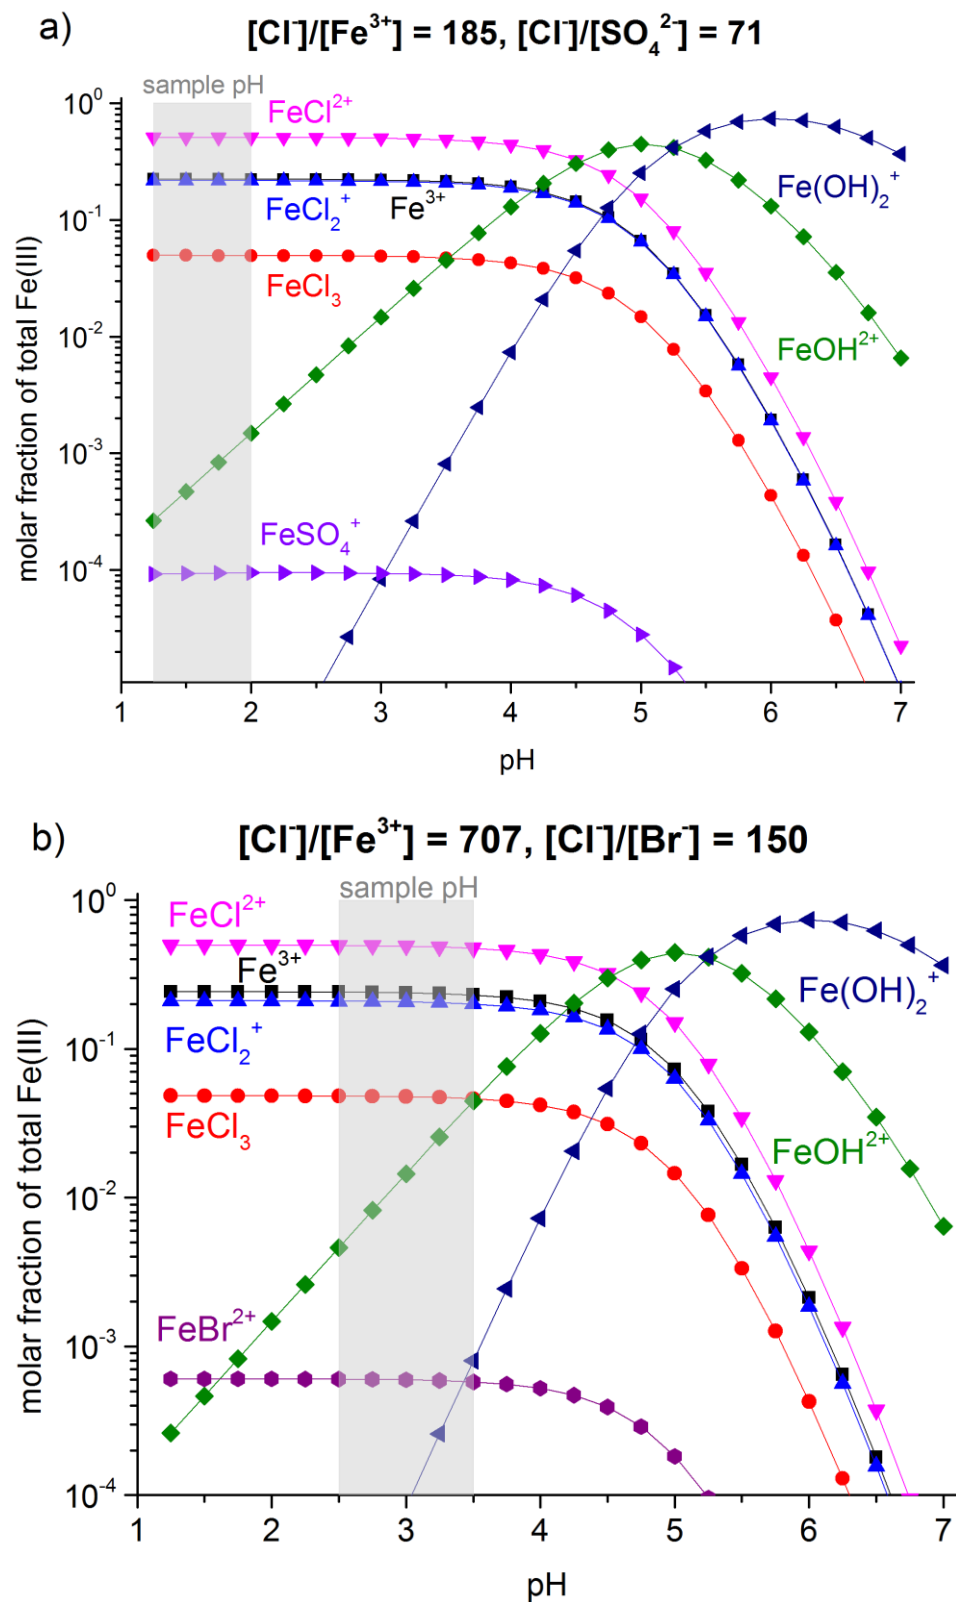 a)
[Cl⁻]/[Fe³⁺] = 185, [Cl⁻]/[SO₄²⁻] = 71
sample pH
10⁰
FeCl²⁺
Fe(OH)₂⁺
FeCl₂⁺
Fe³⁺
10⁻¹
FeCl₃
10⁻²
FeOH²⁺
10⁻³
FeSO₄⁺
10⁻⁴
molar fraction of total Fe(III)
1 2 3 4 5 6 7
pH
b)
[Cl⁻]/[Fe³⁺] = 707, [Cl⁻]/[Br⁻] = 150
sample pH
10⁰
FeCl²⁺
Fe³⁺
Fe(OH)₂⁺
FeCl₂⁺
10⁻¹
FeCl₃
FeOH²⁺
10⁻²
FeBr²⁺
10⁻³
10⁻⁴
molar fraction of total Fe(III)
1 2 3 4 5 6 7
pH